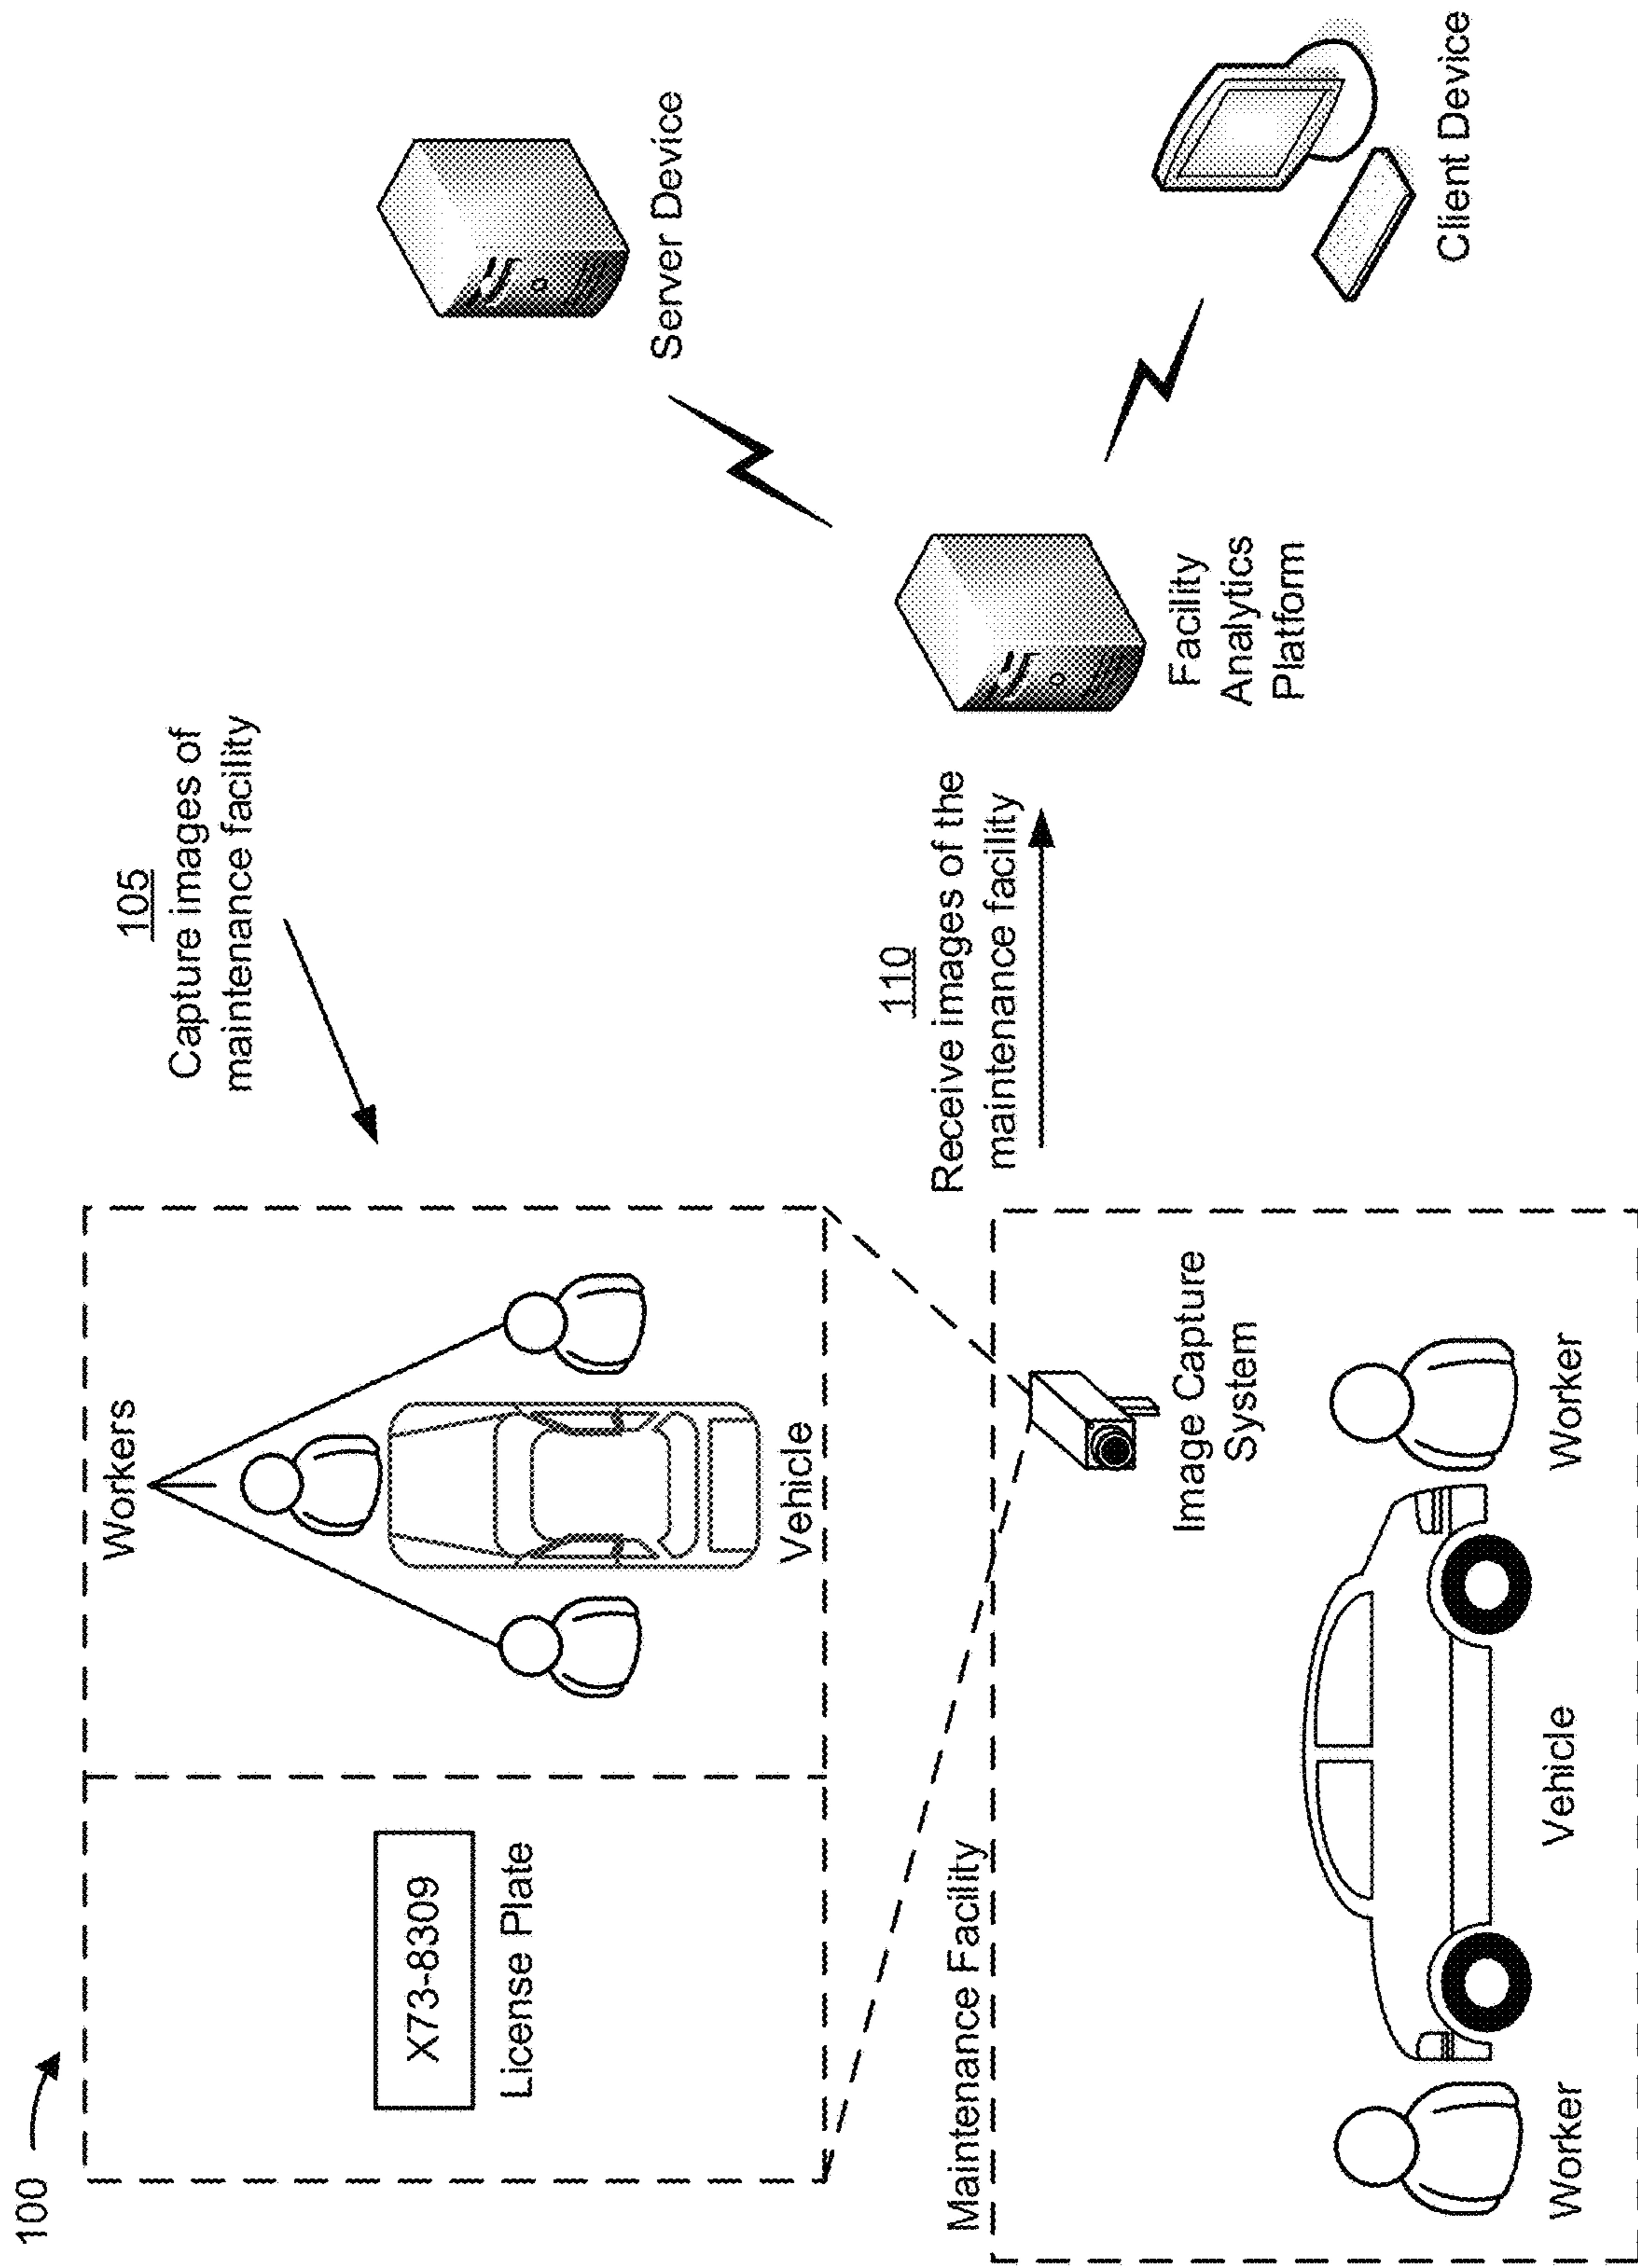 100
X73-8309
License Plate
Workers
Vehicle
105
Capture images of
maintenance facility
Server Device
Maintenance Facility
Image Capture
System
Worker
Vehicle
Worker
110
Receive images of the
maintenance facility
Facility
Analytics
Platform
Client Device